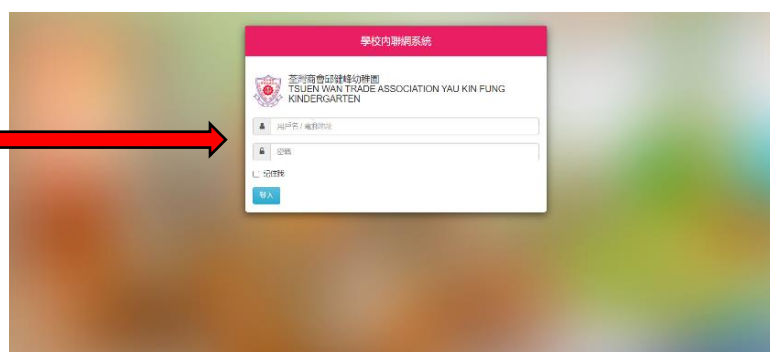 學校內聯網系統
荃灣商會邱健峰幼稚園
TSUEN WAN TRADE ASSOCIATION YAU KIN FUNG
KINDERGARTEN
用戶名 / 電郵地址
密碼
記住我
登入